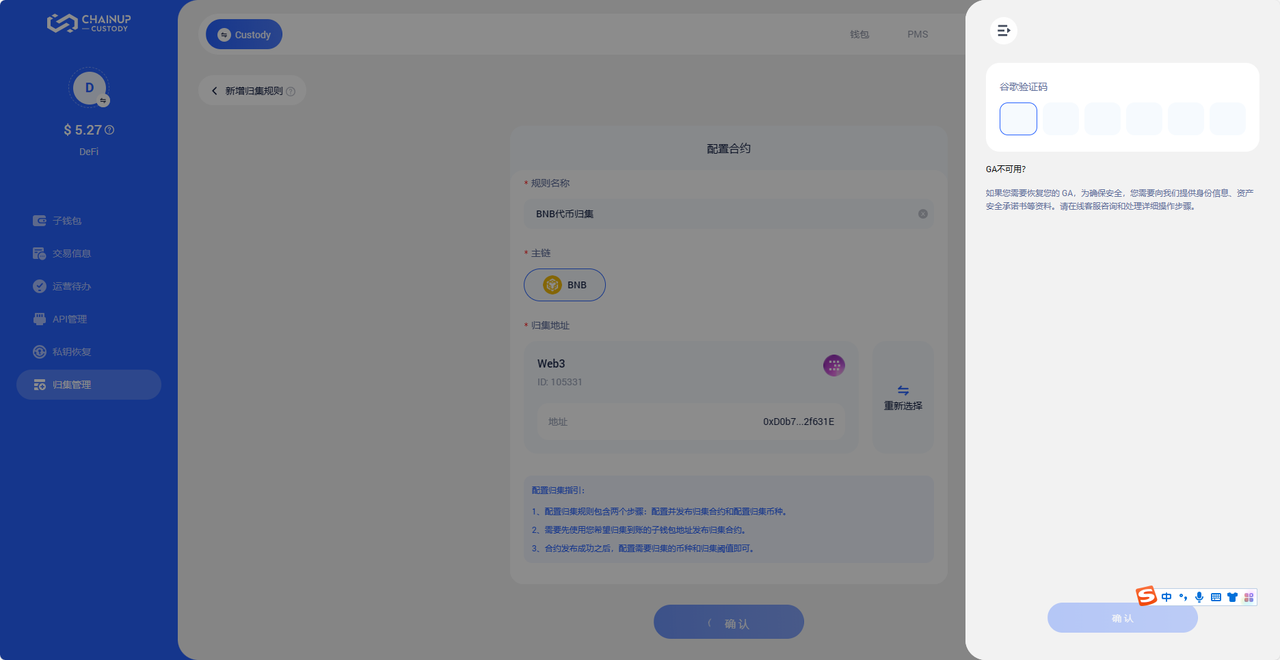 CHAINUP
CUSTODY
D
$ 5.27
DeFi
子钱包
交易信息
运营待办
API管理
私钥恢复
归集管理
Custody
钱包
PMS
新增归集规则
配置合约
* 规则名称
BNB代币归集
* 主链
BNB
* 归集地址
Web3
ID: 105331
地址
0xD0b7...2f631E
重新选择
配置归集指引:
1、配置归集规则包含两个步骤：配置并发布归集合约和配置归集币种。
2、需要先使用您希望归集到账的子钱包地址发布归集合约。
3、合约发布成功之后，配置需要归集的币种和归集阈值即可。
确 认
谷歌验证码
GA不可用?
如果您需要恢复您的 GA，为确保安全，您需要向我们提供身份信息、资产
安全承诺书等资料。请在线客服咨询和处理详细操作步骤。
S 中
确 认